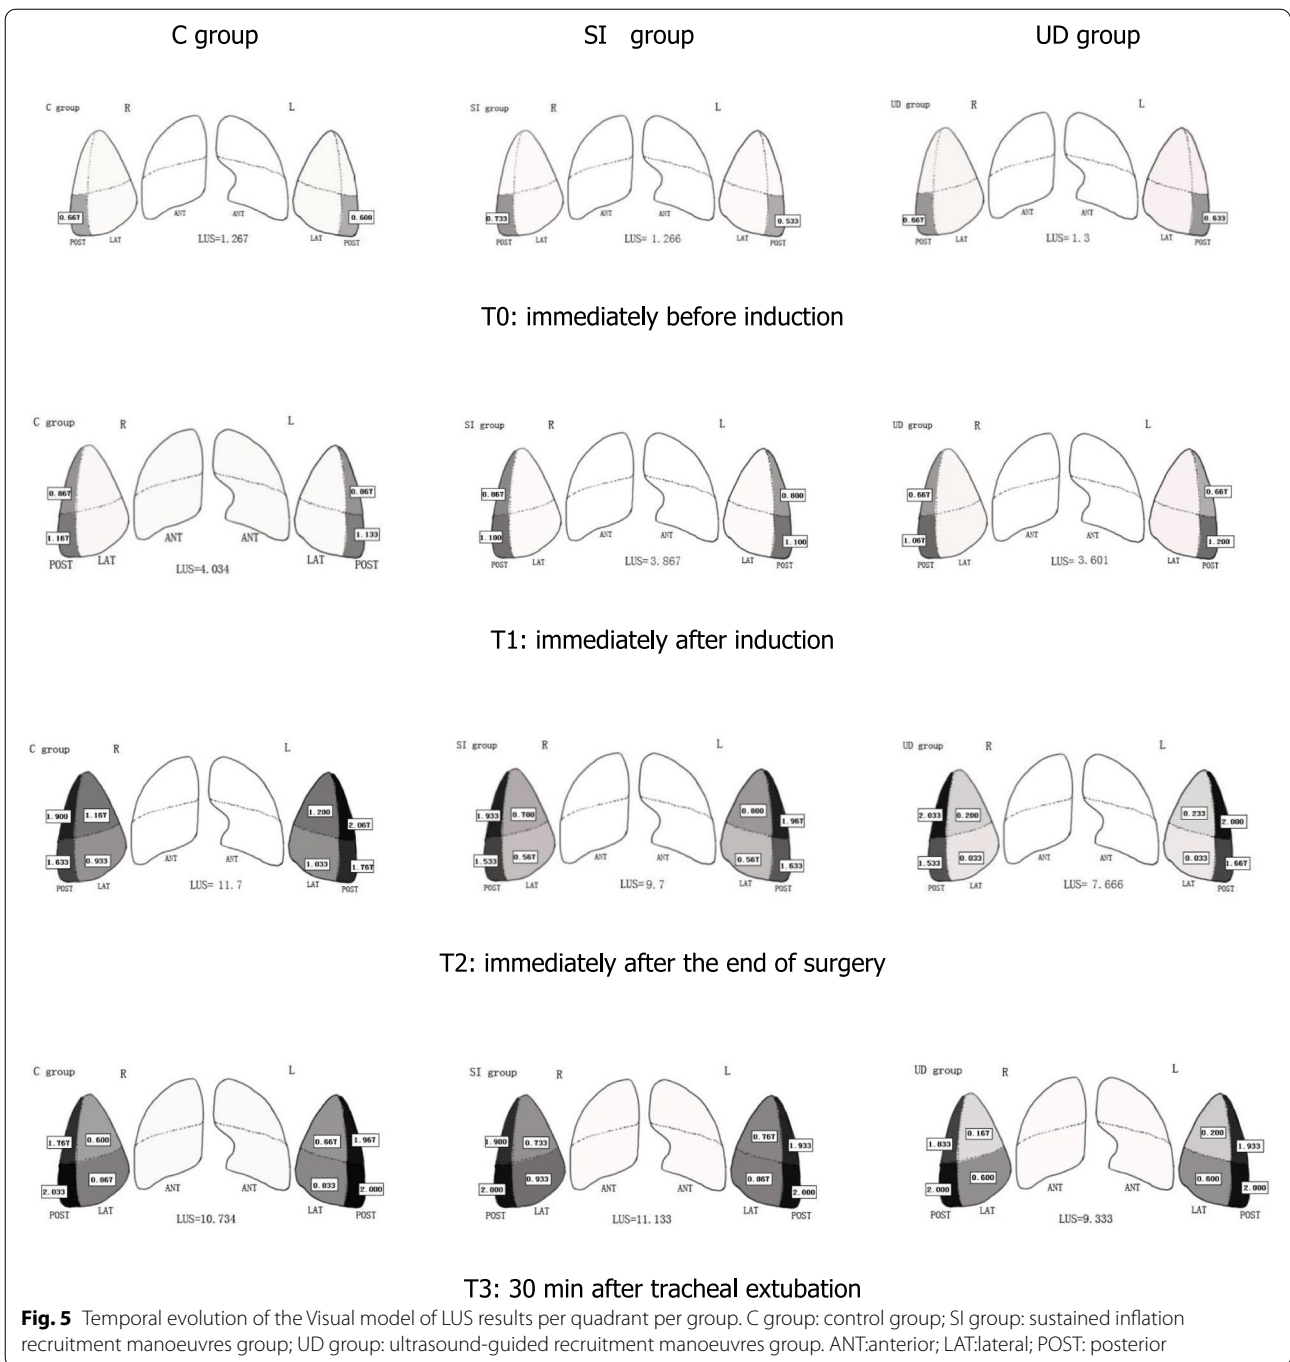 C group
SI group
UD group
C group R L
0.667
0.600
ANT ANT
POST LAT LAT POST
LUS=1.267
SI group R L
0.733
0.533
ANT ANT
POST LAT LAT POST
LUS= 1.266
UD group R L
0.667
0.633
ANT ANT
POST LAT LAT POST
LUS= 1.3
T0: immediately before induction
C group R L
0.867 0.867
1.167 1.133
ANT ANT
POST LAT LAT POST
LUS=4.034
SI group R L
0.867 0.800
1.100 1.100
ANT ANT
POST LAT LAT POST
LUS=3.867
UD group R L
0.667 0.667
1.067 1.200
ANT ANT
POST LAT LAT POST
LUS= 3.601
T1: immediately after induction
C group R L
1.900 1.167 1.200 2.067
1.633 0.933 1.033 1.767
ANT ANT
POST LAT LAT POST
LUS= 11.7
SI group R L
1.933 0.700 0.800 1.967
1.533 0.567 0.567 1.633
ANT ANT
POST LAT LAT POST
LUS=9.7
UD group R L
2.033 0.200 0.233 2.000
1.533 0.033 0.033 1.667
ANT ANT
POST LAT LAT POST
LUS= 7.666
T2: immediately after the end of surgery
C group R L
1.767 0.600 0.667 1.967
2.033 0.867 0.833 2.000
ANT ANT
POST LAT LAT POST
LUS=10.734
SI group R L
1.900 0.733 0.767 1.933
2.000 0.933 0.867 2.000
ANT ANT
POST LAT LAT POST
LUS=11.133
UD group R L
1.833 0.167 0.200 1.933
2.000 0.600 0.600 2.000
ANT ANT
POST LAT LAT POST
LUS=9.333
T3: 30 min after tracheal extubation
Fig. 5 Temporal evolution of the Visual model of LUS results per quadrant per group. C group: control group; SI group: sustained inflation
recruitment manoeuvres group; UD group: ultrasound-guided recruitment manoeuvres group. ANT:anterior; LAT:lateral; POST: posterior